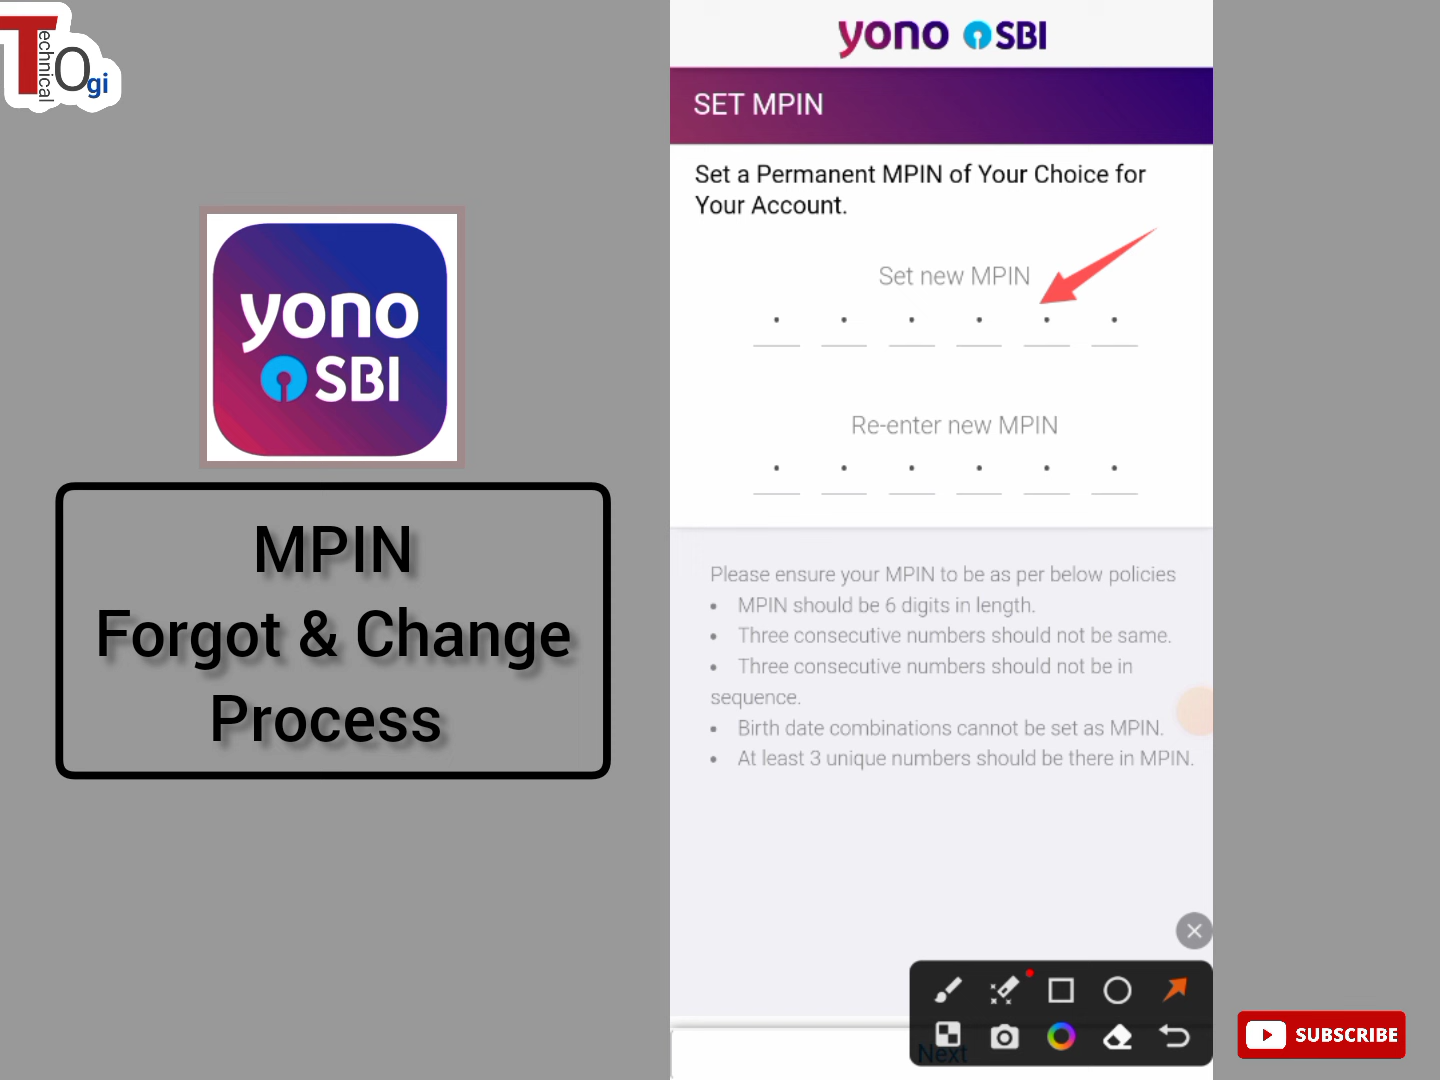 Technical
Ogi
yono
SBI
MPIN
Forgot & Change
Process
yono SBI
SET MPIN
Set a Permanent MPIN of Your Choice for
Your Account.
Set new MPIN
Re-enter new MPIN
Please ensure your MPIN to be as per below policies
• MPIN should be 6 digits in length.
• Three consecutive numbers should not be same.
• Three consecutive numbers should not be in
sequence.
• Birth date combinations cannot be set as MPIN.
• At least 3 unique numbers should be there in MPIN.
Next
SUBSCRIBE